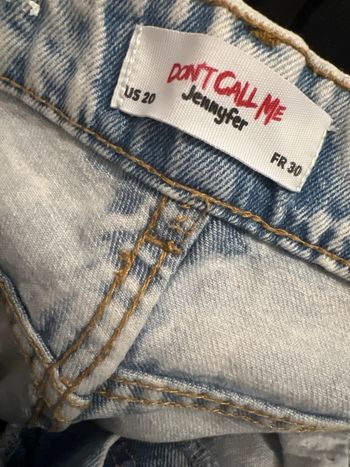 DON'T CALL ME
Jennyfer
US 20
FR 30